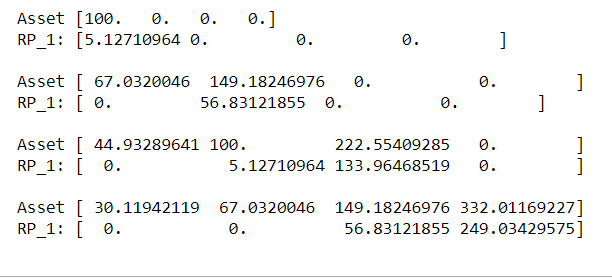 Asset [100.   0.   0.   0.]
RP_1: [5.12710964 0.         0.         0.        ]
Asset [ 67.0320046  149.18246976   0.           0.        ]
RP_1: [ 0.         56.83121855  0.          0.        ]
Asset [ 44.93289641 100.         222.55409285   0.        ]
RP_1: [  0.           5.12710964 133.96468519   0.        ]
Asset [ 30.11942119  67.0320046  149.18246976 332.01169227]
RP_1: [  0.           0.          56.83121855 249.03429575]